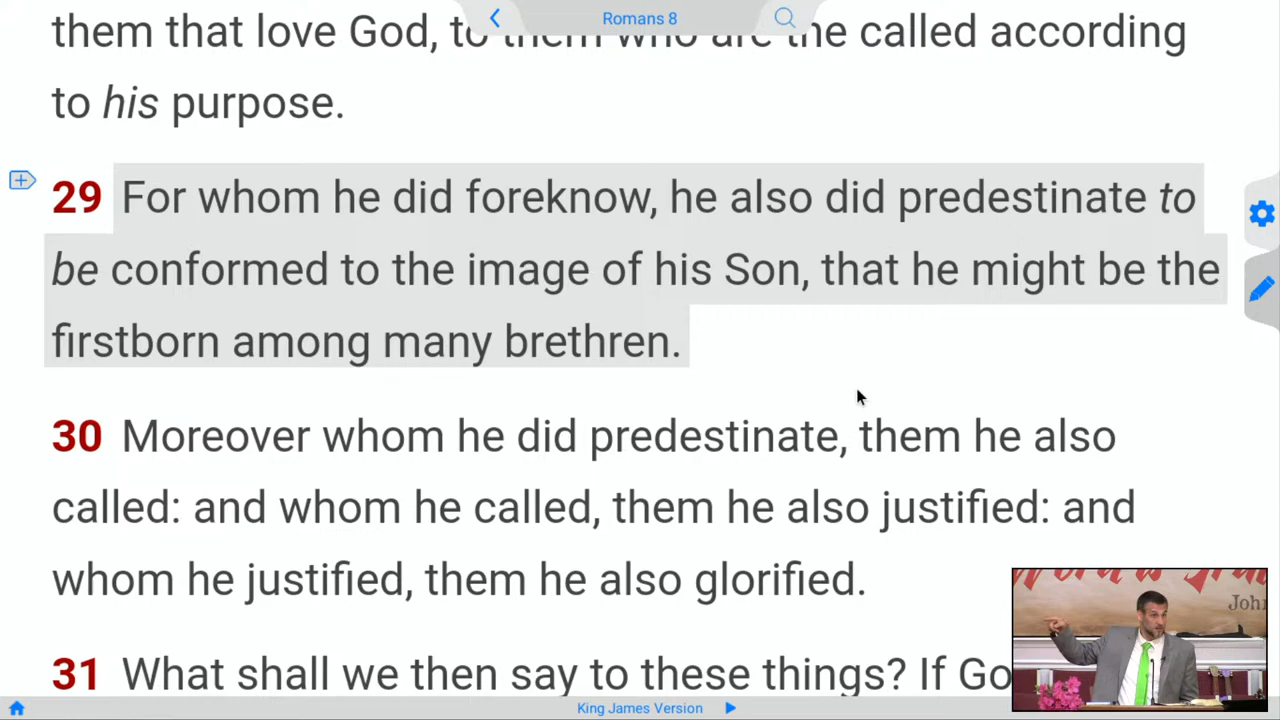 Romans 8
them that love God, to them who are the called according
to his purpose.
29 For whom he did foreknow, he also did predestinate to
be conformed to the image of his Son, that he might be the
firstborn among many brethren.
30 Moreover whom he did predestinate, them he also
called: and whom he called, them he also justified: and
whom he justified, them he also glorified.
31 What shall we then say to these things? If Go
John
King James Version